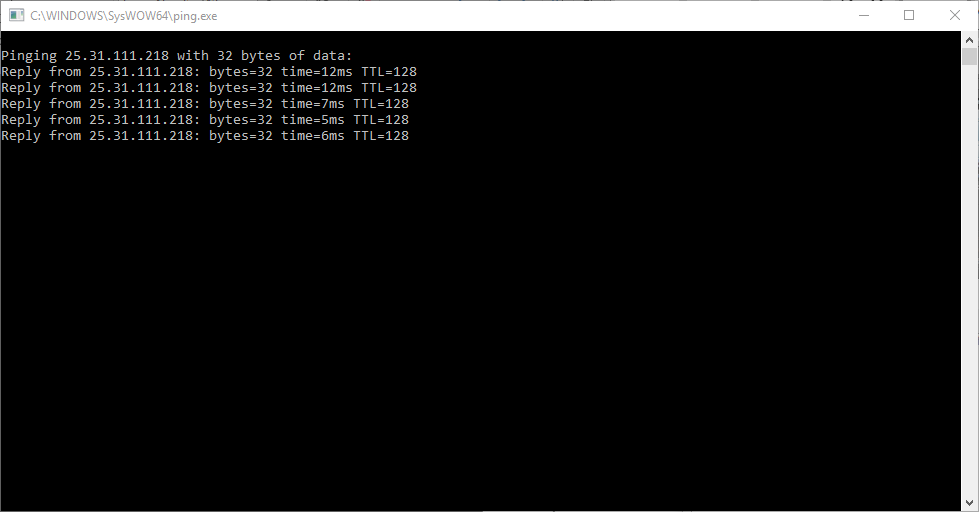 C:\WINDOWS\SysWOW64\ping.exe
Pinging 25.31.111.218 with 32 bytes of data:
Reply from 25.31.111.218: bytes=32 time=12ms TTL=128
Reply from 25.31.111.218: bytes=32 time=12ms TTL=128
Reply from 25.31.111.218: bytes=32 time=7ms TTL=128
Reply from 25.31.111.218: bytes=32 time=5ms TTL=128
Reply from 25.31.111.218: bytes=32 time=6ms TTL=128